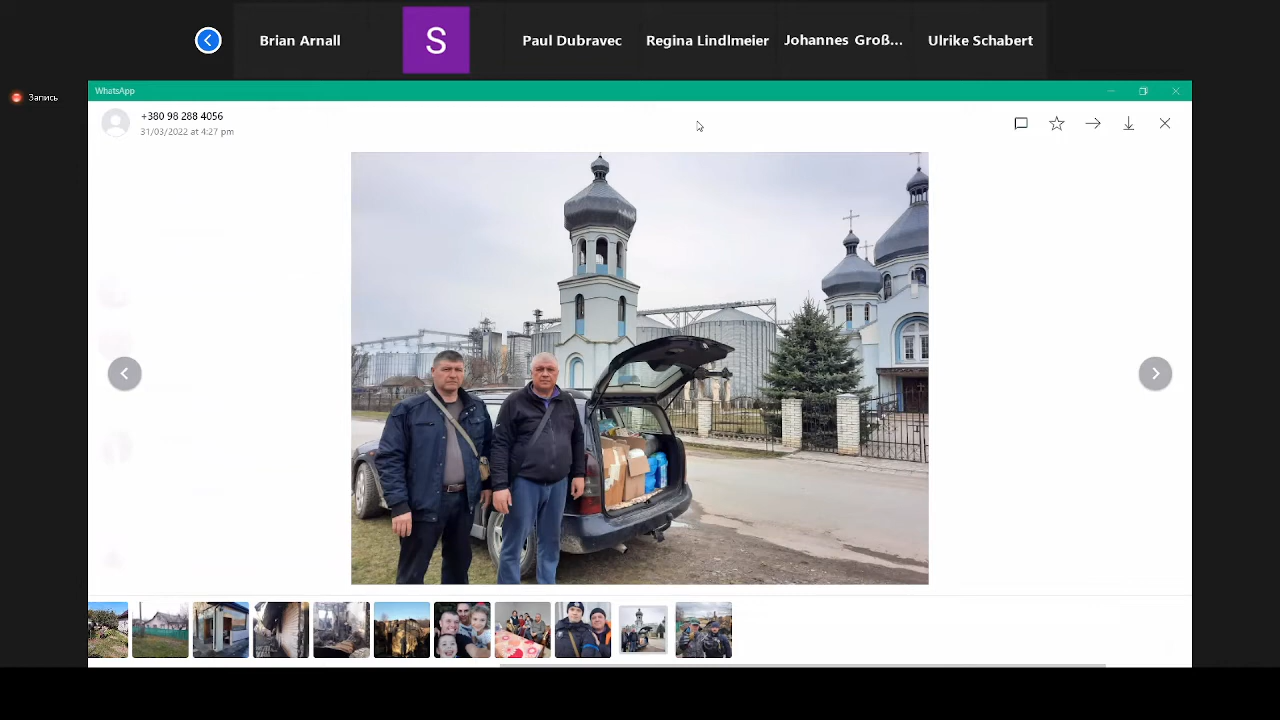 Brian Arnall
S
Paul Dubravec
Regina Lindlmeier
Johannes Groß...
Ulrike Schabert
WhatsApp
Запись
+380 98 288 4056
31/03/2022 at 4:27 pm